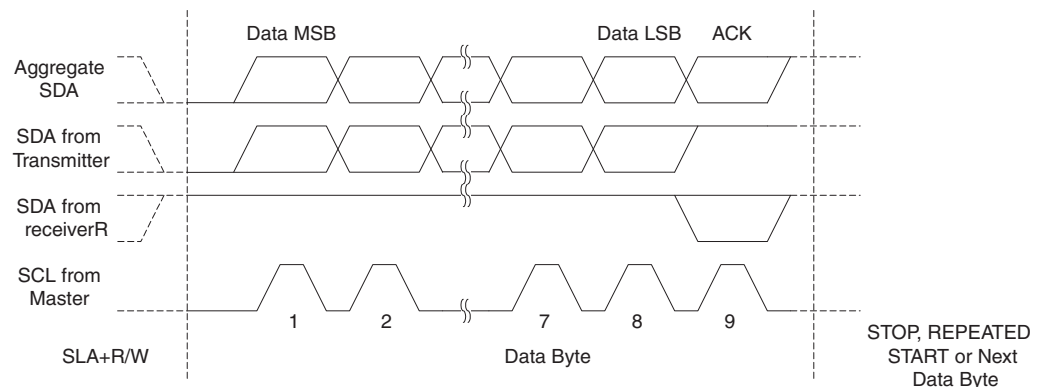 Data MSB
Data LSB
ACK
Aggregate
SDA
SDA from
Transmitter
SDA from
receiverR
SCL from
Master
1
2
7
8
9
SLA+R/W
Data Byte
STOP, REPEATED
START or Next
Data Byte